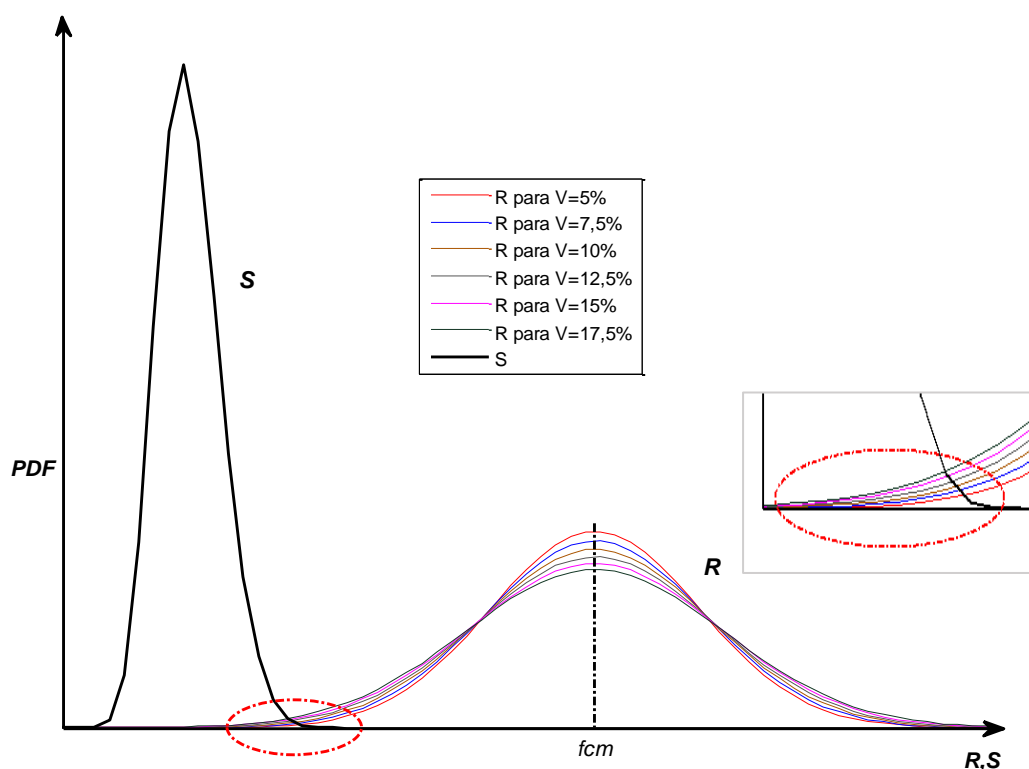 R para V=5%
R para V=7,5%
R para V=10%
R para V=12,5%
R para V=15%
R para V=17,5%
S
S
PDF
R
fcm
R,S